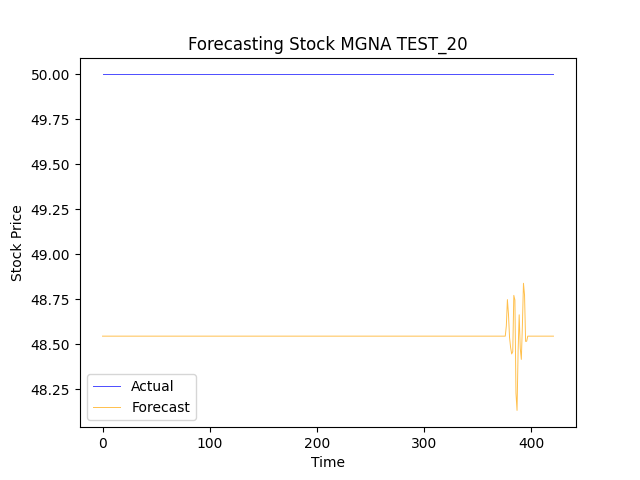 Forecasting Stock MGNA TEST_20
50.00
49.75
49.50
49.25
49.00
48.75
48.50
48.25
Stock Price
Actual
Forecast
0 100 200 300 400
Time